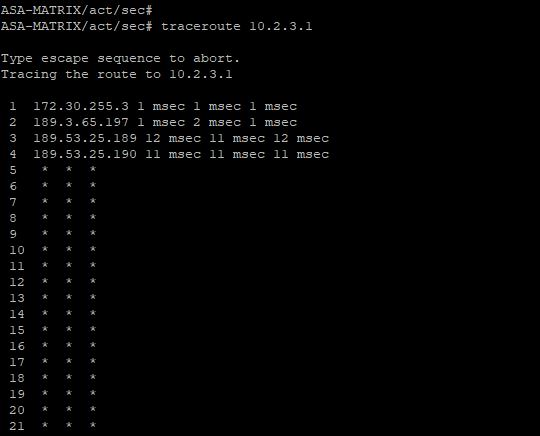 ASA-MATRIX/act/sec#
ASA-MATRIX/act/sec# traceroute 10.2.3.1
Type escape sequence to abort.
Tracing the route to 10.2.3.1
1 172.30.255.3 1 msec 1 msec 1 msec
2 189.3.65.197 1 msec 2 msec 1 msec
3 189.53.25.189 12 msec 11 msec 12 msec
4 189.53.25.190 11 msec 11 msec 11 msec
5 * * *
6 * * *
7 * * *
8 * * *
9 * * *
10 * * *
11 * * *
12 * * *
13 * * *
14 * * *
15 * * *
16 * * *
17 * * *
18 * * *
19 * * *
20 * * *
21 * * *